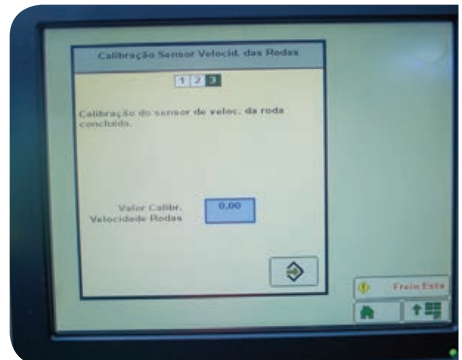 Calibração Sensor Velocid. das Rodas
1 2 3
Calibração do sensor de veloc. da roda
concluída.
Valor Calibr.
Velocidade Rodas
0,00
Freio Esta